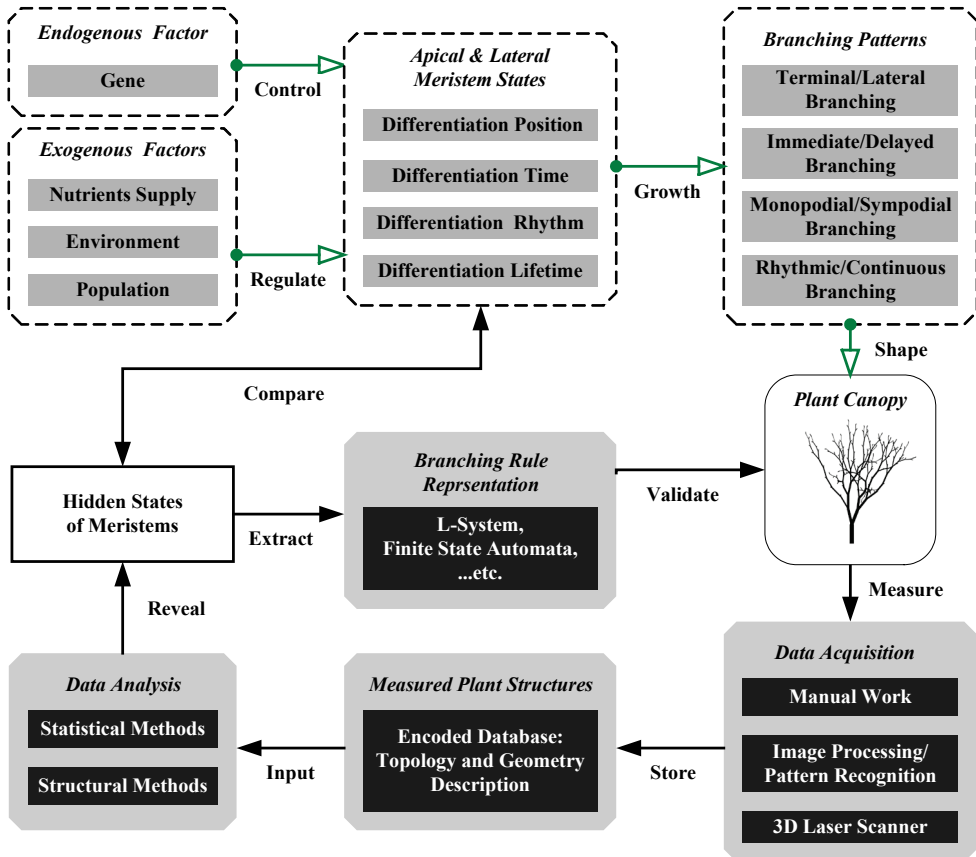 Endogenous Factor
Gene
Control
Exogenous Factors
Nutrients Supply
Environment
Population
Regulate
Apical & Lateral
Meristem States
Differentiation Position
Differentiation Time
Differentiation Rhythm
Differentiation Lifetime
Growth
Branching Patterns
Terminal/Lateral
Branching
Immediate/Delayed
Branching
Monopodial/Sympodial
Branching
Rhythmic/Continuous
Branching
Shape
Compare
Plant Canopy
Hidden States
of Meristems
Extract
Branching Rule
Reprsentation
L-System,
Finite State Automata,
...etc.
Validate
Measure
Reveal
Data Analysis
Statistical Methods
Structural Methods
Input
Measured Plant Structures
Encoded Database:
Topology and Geometry
Description
Store
Data Acquisition
Manual Work
Image Processing/
Pattern Recognition
3D Laser Scanner